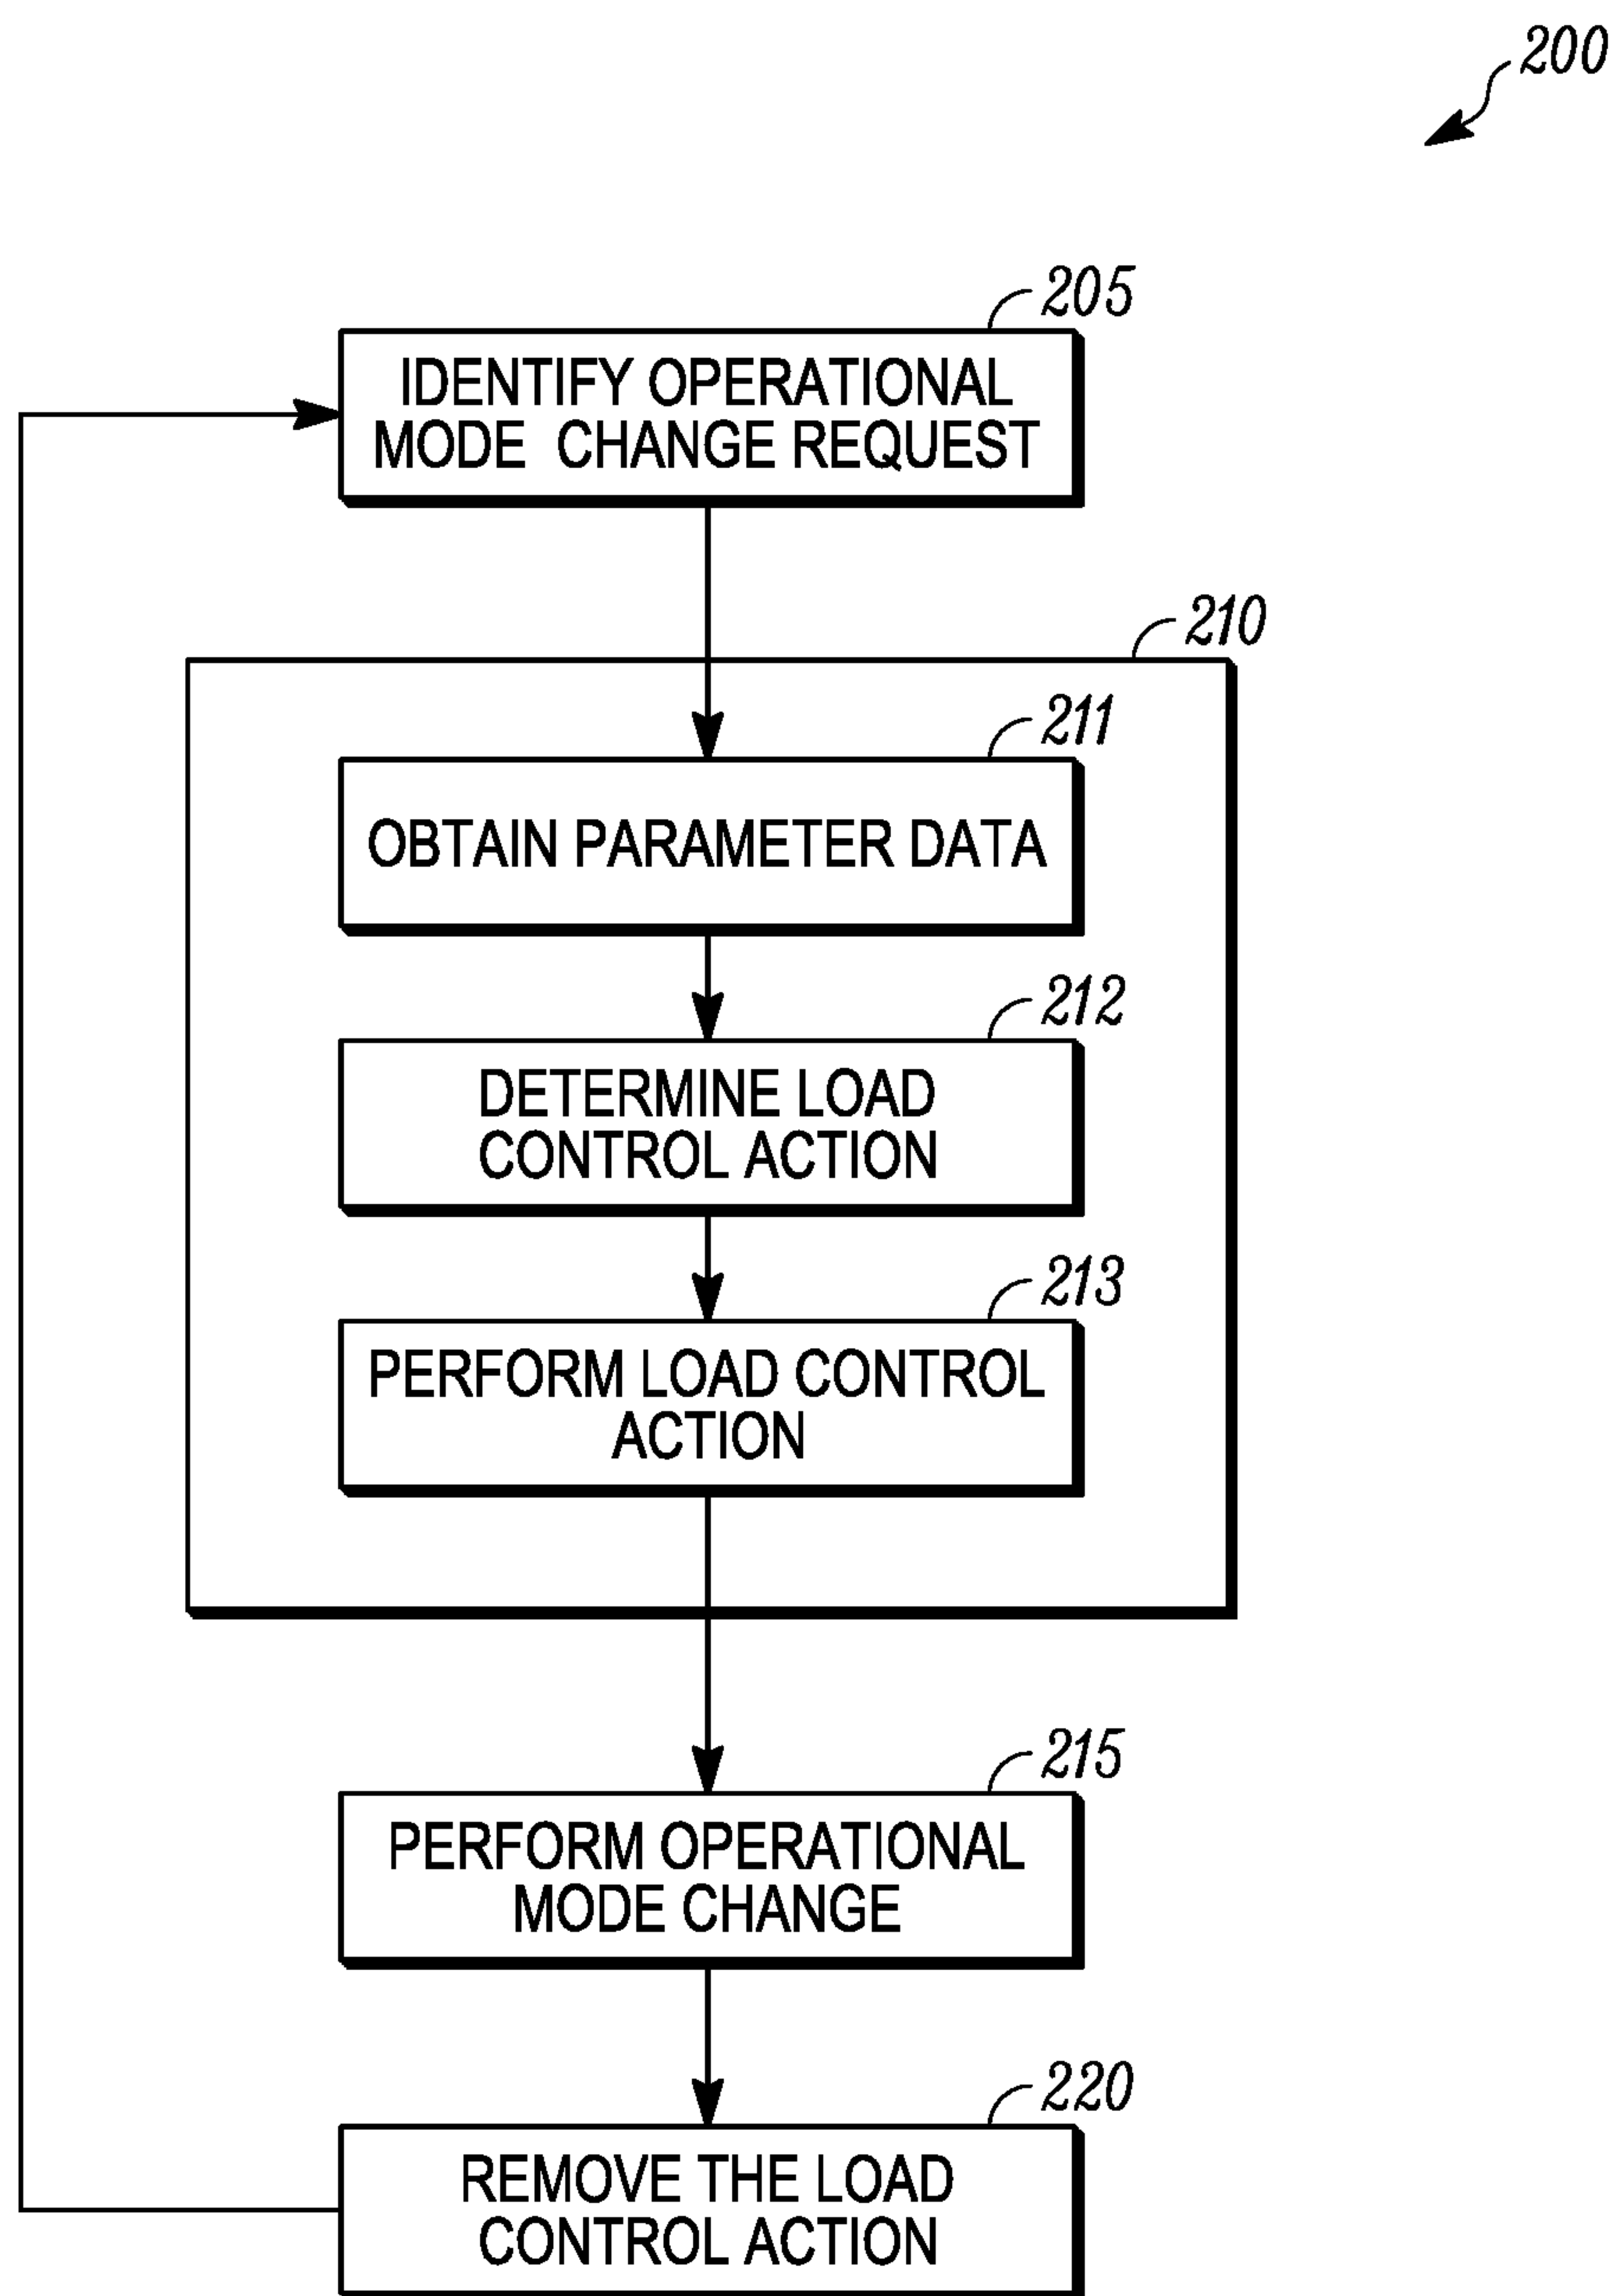 200
205
IDENTIFY OPERATIONAL
MODE CHANGE REQUEST
210
211
OBTAIN PARAMETER DATA
212
DETERMINE LOAD
CONTROL ACTION
213
PERFORM LOAD CONTROL
ACTION
215
PERFORM OPERATIONAL
MODE CHANGE
220
REMOVE THE LOAD
CONTROL ACTION